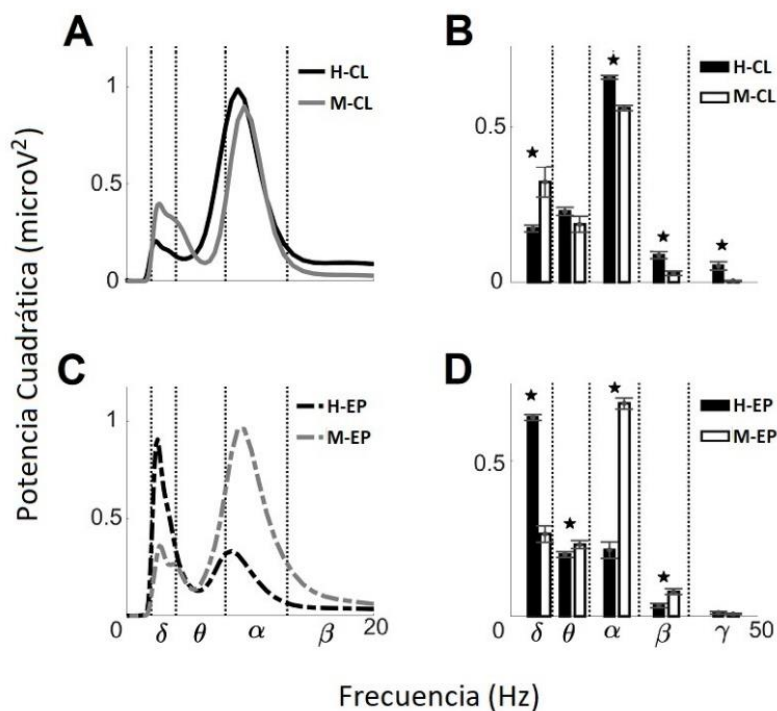 A
H-CL
M-CL
1
0.5
0
B
★
H-CL
M-CL
0.5
★
★
★
0
C
H-EP
M-EP
1
0.5
0
δ
θ
α
β
20
D
★
★
H-EP
M-EP
0.5
★
★
0
δ
θ
α
β
γ
50
Potencia Cuadrática (microV²)
Frecuencia (Hz)